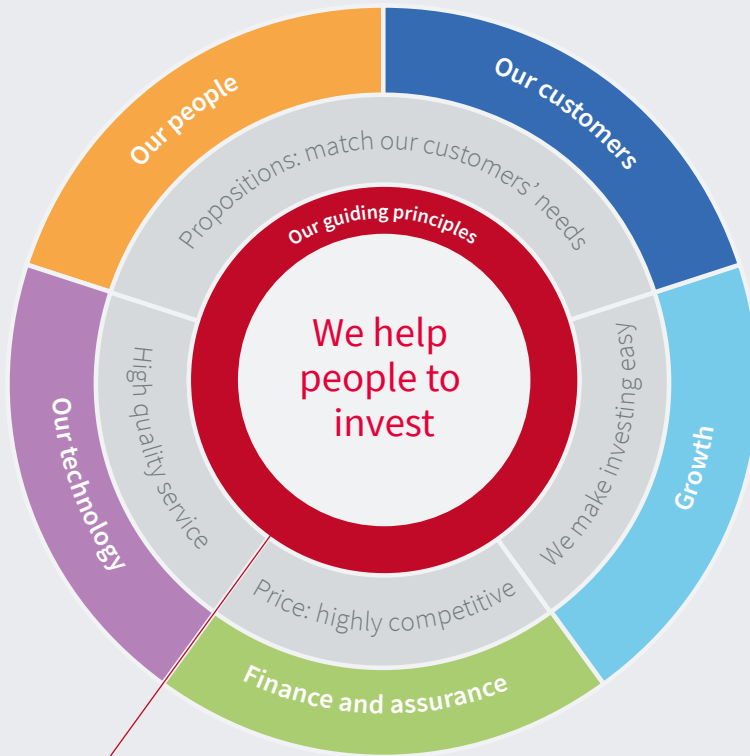 Our people
Our customers
Propositions: match our customers’ needs
Our guiding principles
We help
people to
invest
High quality service
We make investing easy
Our technology
Growth
Price: highly competitive
Finance and assurance